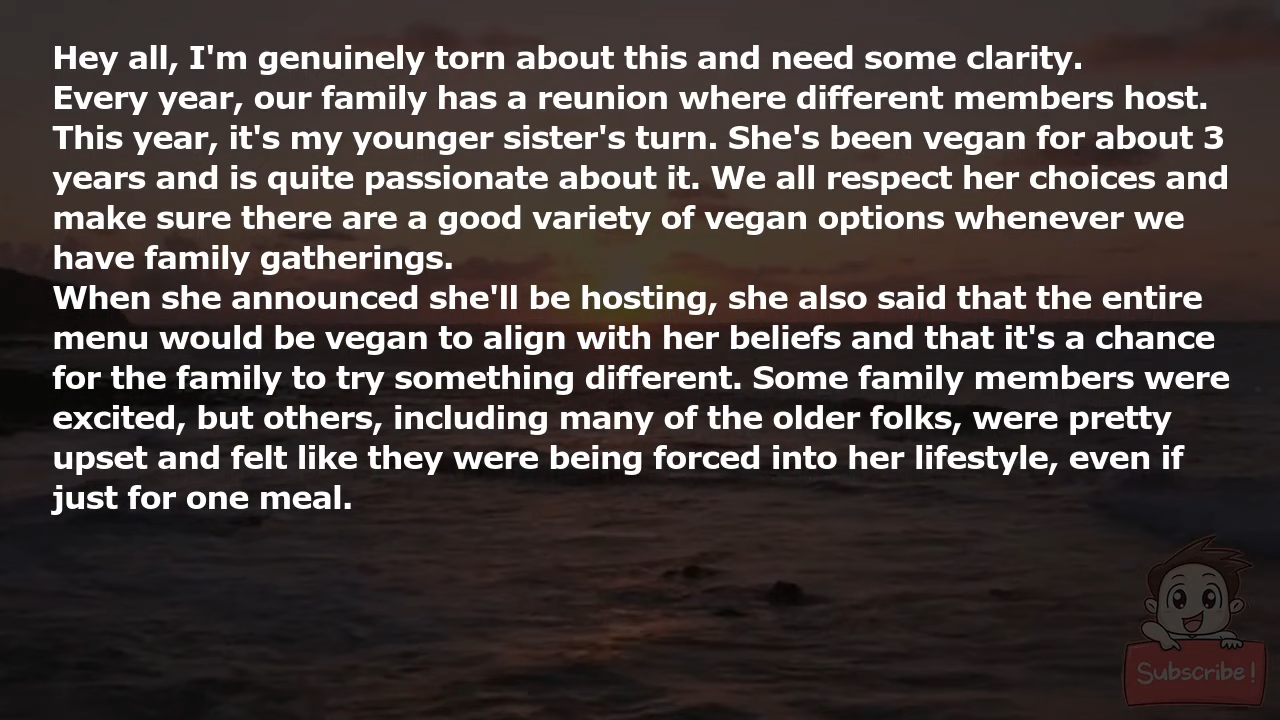 Hey all, I'm genuinely torn about this and need some clarity.
Every year, our family has a reunion where different members host.
This year, it's my younger sister's turn. She's been vegan for about 3
years and is quite passionate about it. We all respect her choices and
make sure there are a good variety of vegan options whenever we
have family gatherings.
When she announced she'll be hosting, she also said that the entire
menu would be vegan to align with her beliefs and that it's a chance
for the family to try something different. Some family members were
excited, but others, including many of the older folks, were pretty
upset and felt like they were being forced into her lifestyle, even if
just for one meal.
Subscribe!